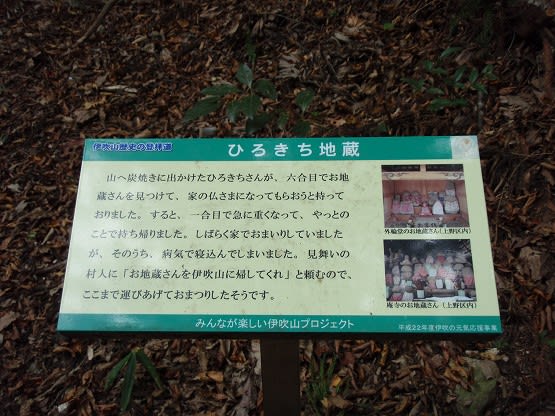 伊吹山歴史の登拝道
ひろきち地蔵
山へ炭焼きに出かけたひろきちさんが、六合目でお地
蔵さんを見つけて、家の仏さまになってもらおうと持って
おりました。すると、一合目で急に重くなって、やっとの
ことで持ち帰りました。しばらく家でおまいりしていました
が、そのうち、病気で寝込んでしまいました。見舞いの
村人に「お地蔵さんを伊吹山に帰してくれ」と頼むので、
ここまで運びあげておまつりしたそうです。
外輪堂のお地蔵さん(上野区内)
庵寺のお地蔵さん(上野区内)
みんなが楽しい伊吹山プロジェクト
平成22年度伊吹の元気応援事業